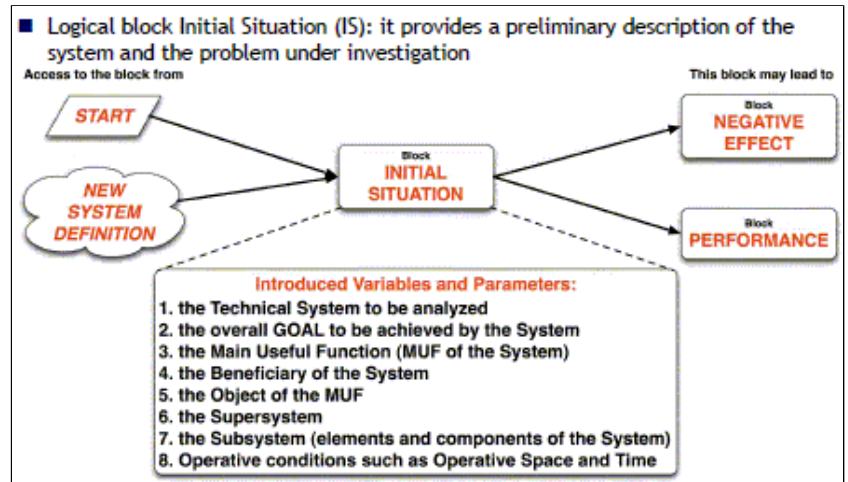 ■ Logical block Initial Situation (IS): it provides a preliminary description of the
system and the problem under investigation
Access to the block from
This block may lead to
START
NEW
SYSTEM
DEFINITION
Block
INITIAL
SITUATION
Block
NEGATIVE
EFFECT
Block
PERFORMANCE
Introduced Variables and Parameters:
1. the Technical System to be analyzed
2. the overall GOAL to be achieved by the System
3. the Main Useful Function (MUF of the System)
4. the Beneficiary of the System
5. the Object of the MUF
6. the Supersystem
7. the Subsystem (elements and components of the System)
8. Operative conditions such as Operative Space and Time